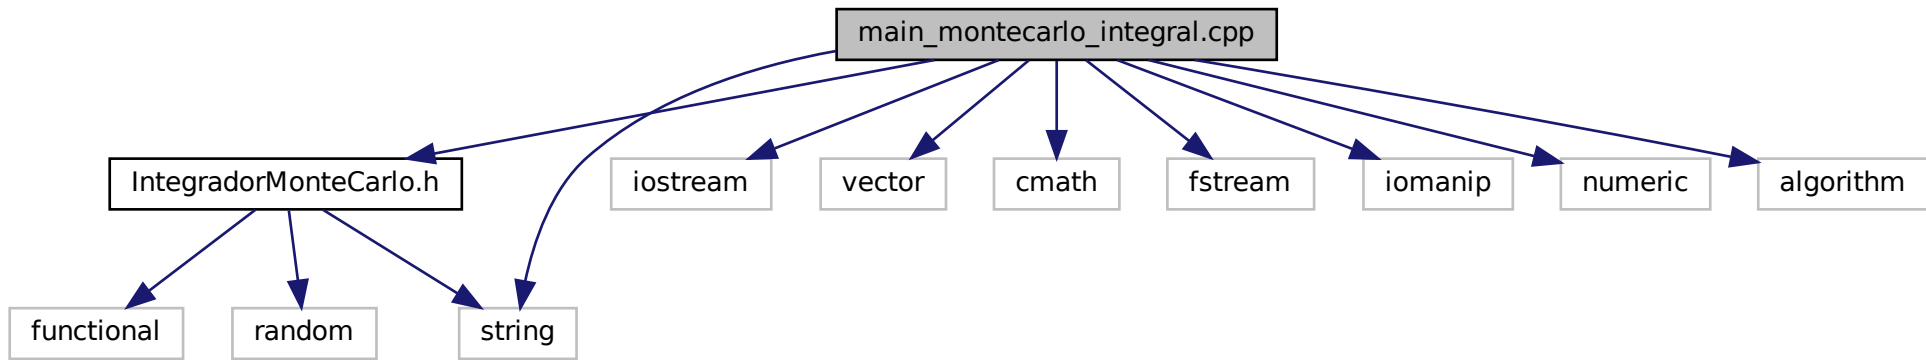 main_montecarlo_integral.cpp
IntegradorMonteCarlo.h
iostream
vector
cmath
fstream
iomanip
numeric
algorithm
functional
random
string